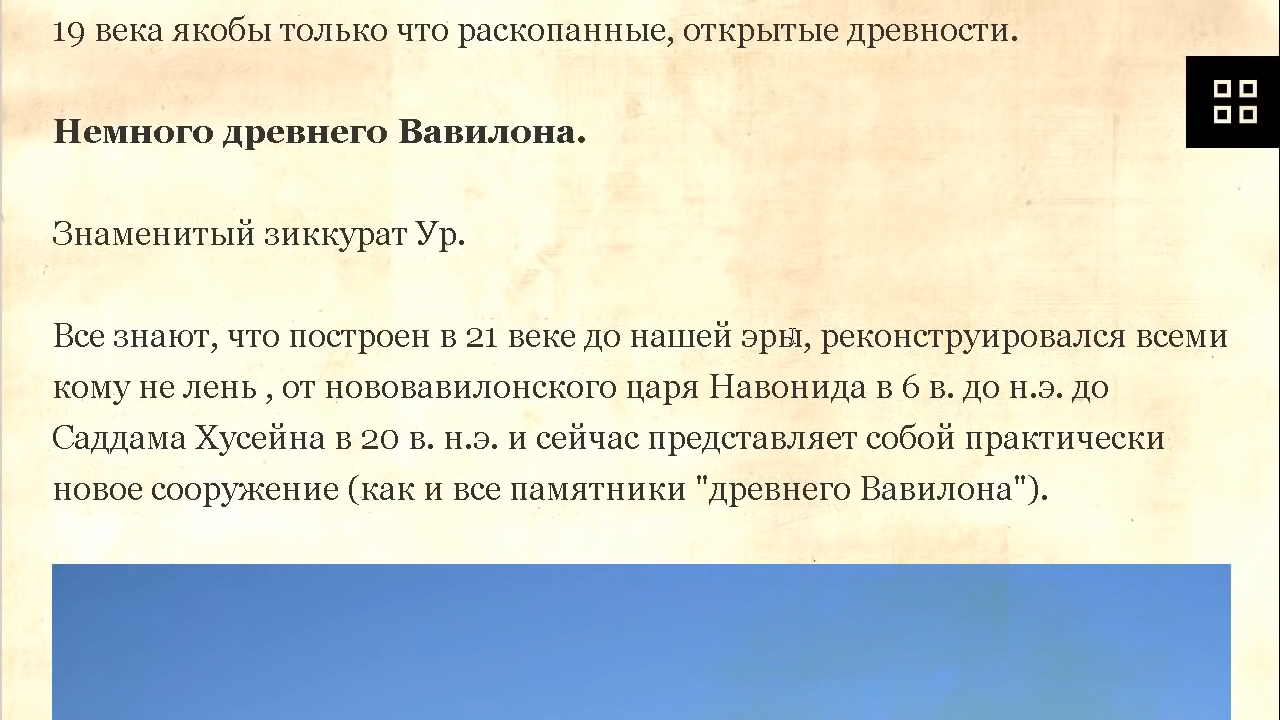 19 века якобы только что раскопанные, открытые древности.
Немного древнего Вавилона.
Знаменитый зиккурат Ур.
Все знают, что построен в 21 веке до нашей эры, реконструировался всеми
кому не лень , от нововавилонского царя Навонида в 6 в. до н.э. до
Саддама Хусейна в 20 в. н.э. и сейчас представляет собой практически
новое сооружение (как и все памятники "древнего Вавилона").